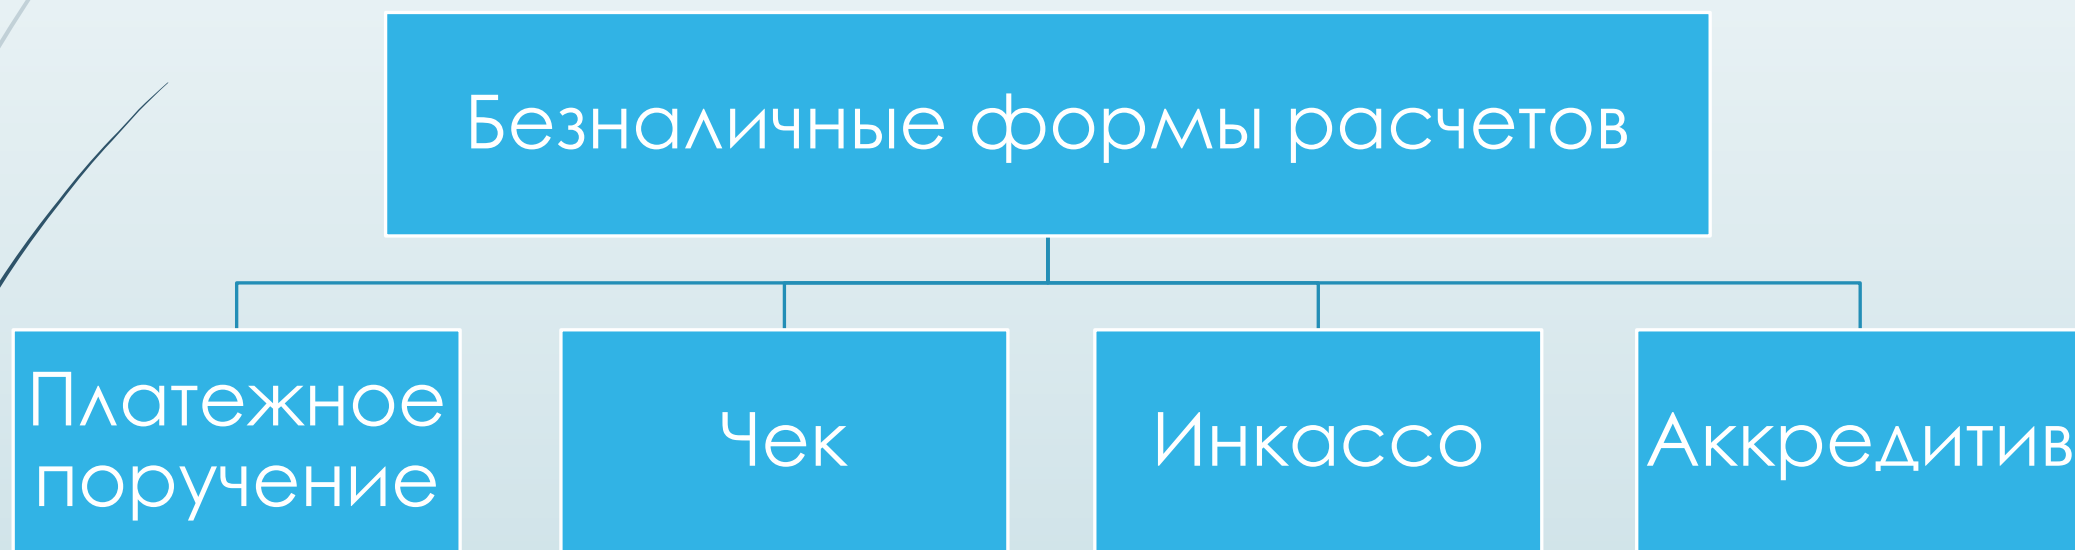 Безналичные формы расчетов
Платежное
поручение
Чек
Инкассо
Аккредитив